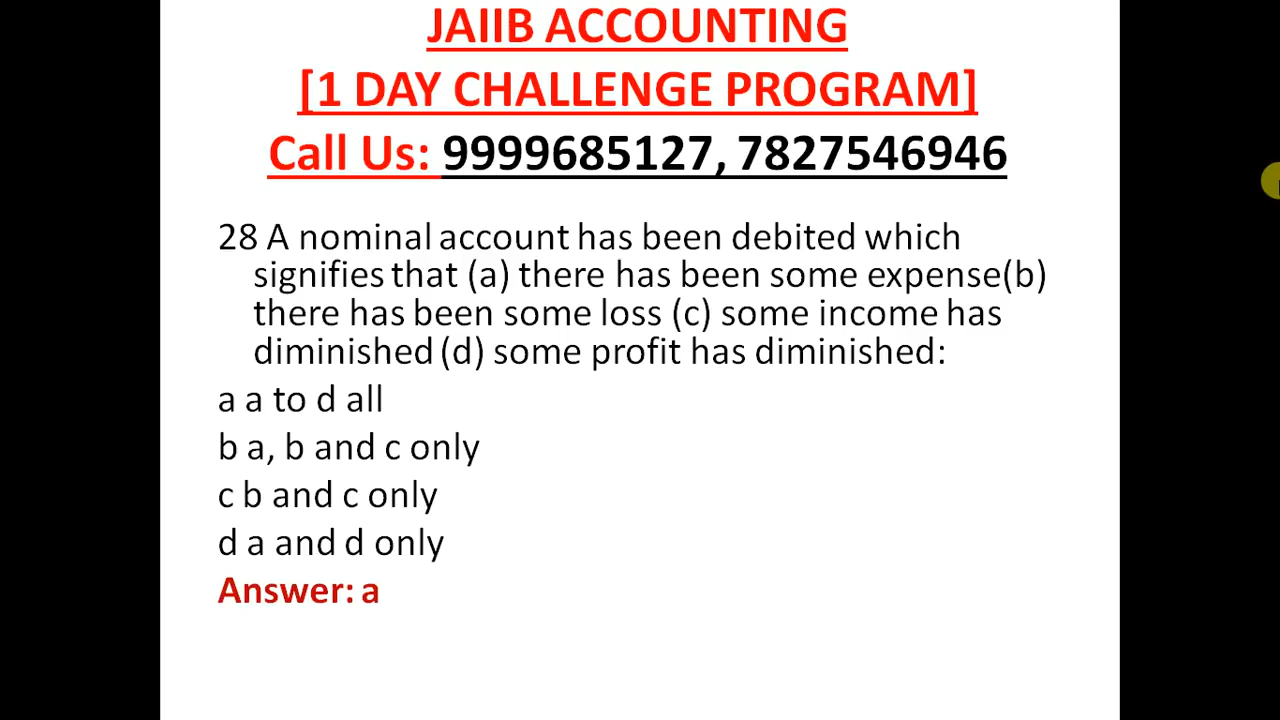 JAIIB ACCOUNTING
[1 DAY CHALLENGE PROGRAM]
Call Us: 9999685127, 7827546946
28 A nominal account has been debited which
signifies that (a) there has been some expense(b)
there has been some loss (c) some income has
diminished (d) some profit has diminished:
a a to d all
b a, b and c only
c b and c only
d a and d only
Answer: a